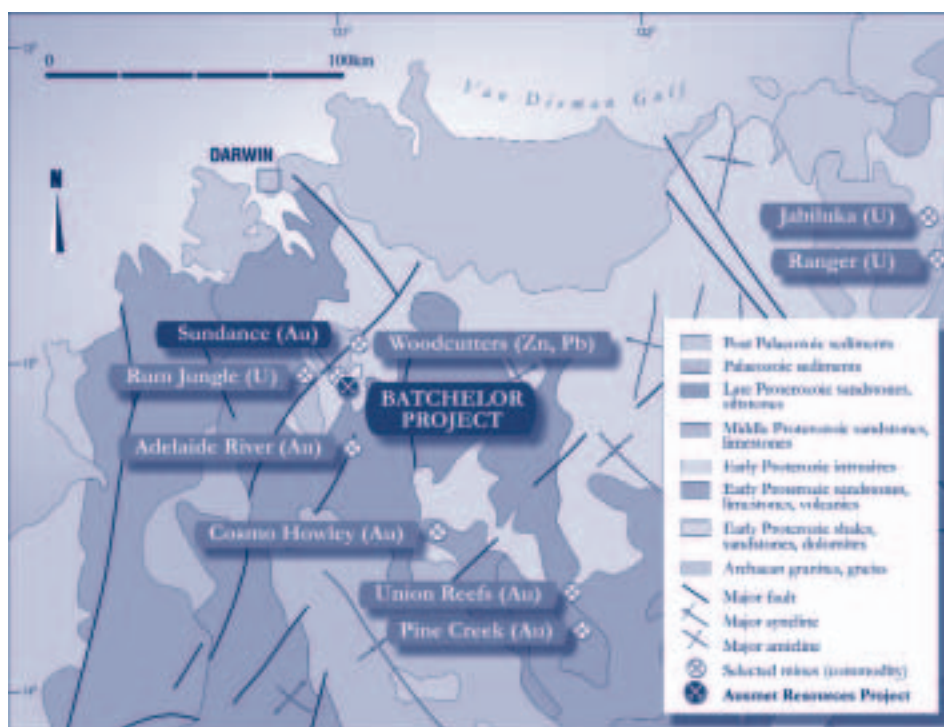 0 100km
Van Diemen Gulf
DARWIN
N
Jabiluka (U)
Ranger (U)
Sundance (Au)
Woodcutters (Zn, Pb)
Rum Jungle (U)
BATCHELOR
PROJECT
Adelaide River (Au)
Cosmo Howley (Au)
Union Reefs (Au)
Pine Creek (Au)
Post Palaeozoic sediments
Palaeozoic sediments
Late Proterozoic sandstones,
siltstones
Middle Proterozoic sandstones,
limestones
Early Proterozoic intrusives
Early Proterozoic sandstones,
limestones, volcanics
Early Proterozoic shales,
sandstones, dolomites
Archaean granites, gneiss
Major fault
Major syncline
Major anticline
Selected mines (commodity)
Ausmet Resources Project